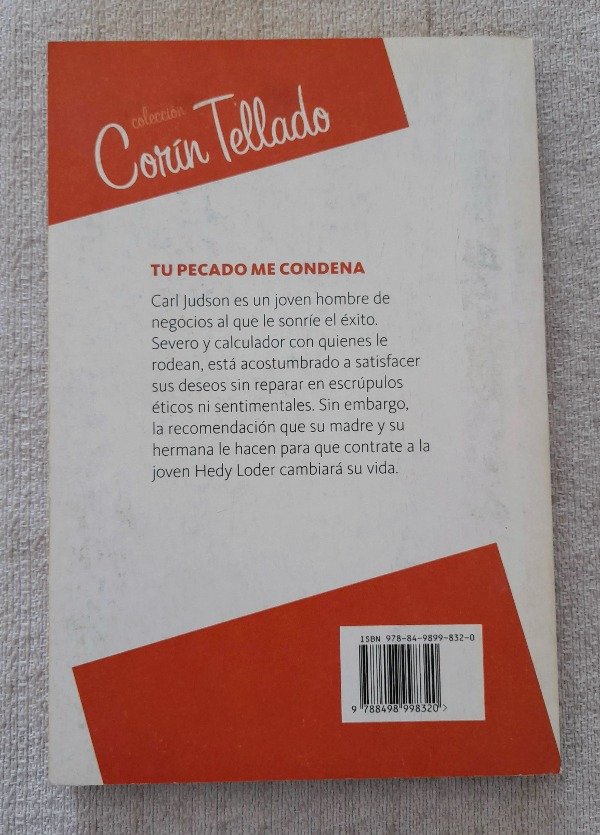 colección
Corín Tellado
TU PECADO ME CONDENA
Carl Judson es un joven hombre de
negocios al que le sonríe el éxito.
Severo y calculador con quienes le
rodean, está acostumbrado a satisfacer
sus deseos sin reparar en escrúpulos
éticos ni sentimentales. Sin embargo,
la recomendación que su madre y su
hermana le hacen para que contrate a la
joven Hedy Loder cambiará su vida.
ISBN 978-84-9899-832-0
9 788498 998320>